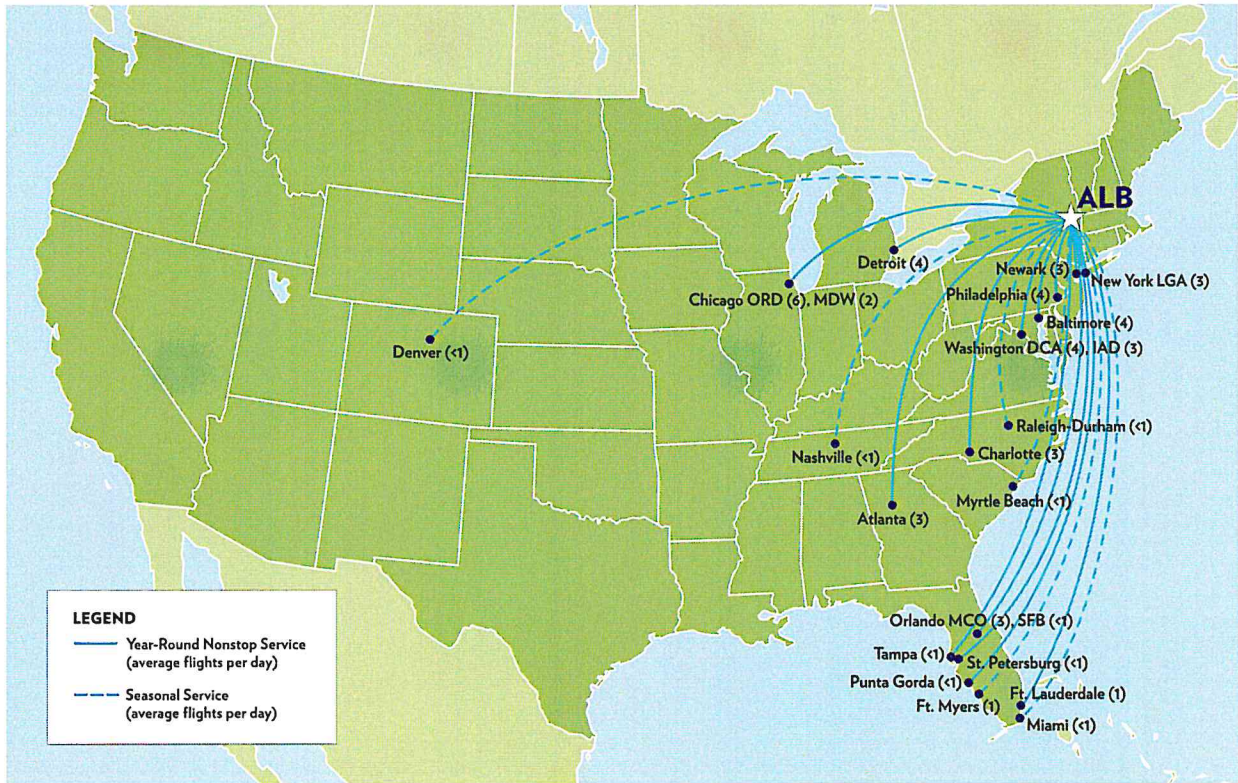 ALB
Detroit (4)
Newark (3)
New York LGA (3)
Chicago ORD (6), MDW (2)
Philadelphia (4)
Baltimore (4)
Denver (<1)
Washington DCA (4), IAD (3)
Raleigh-Durham (<1)
Nashville (<1)
Charlotte (3)
Myrtle Beach (<1)
Atlanta (3)
LEGEND
Year-Round Nonstop Service
(average flights per day)
Seasonal Service
(average flights per day)
Orlando MCO (3), SFB (<1)
Tampa (<1)
St. Petersburg (<1)
Punta Gorda (<1)
Ft. Lauderdale (1)
Ft. Myers (1)
Miami (<1)